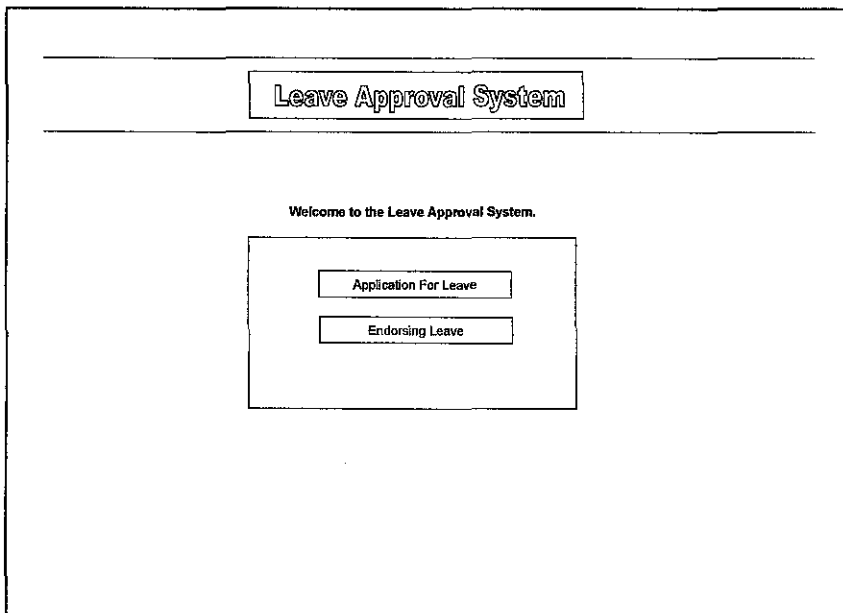 Leave Approval System
Welcome to the Leave Approval System.
Application For Leave
Endorsing Leave